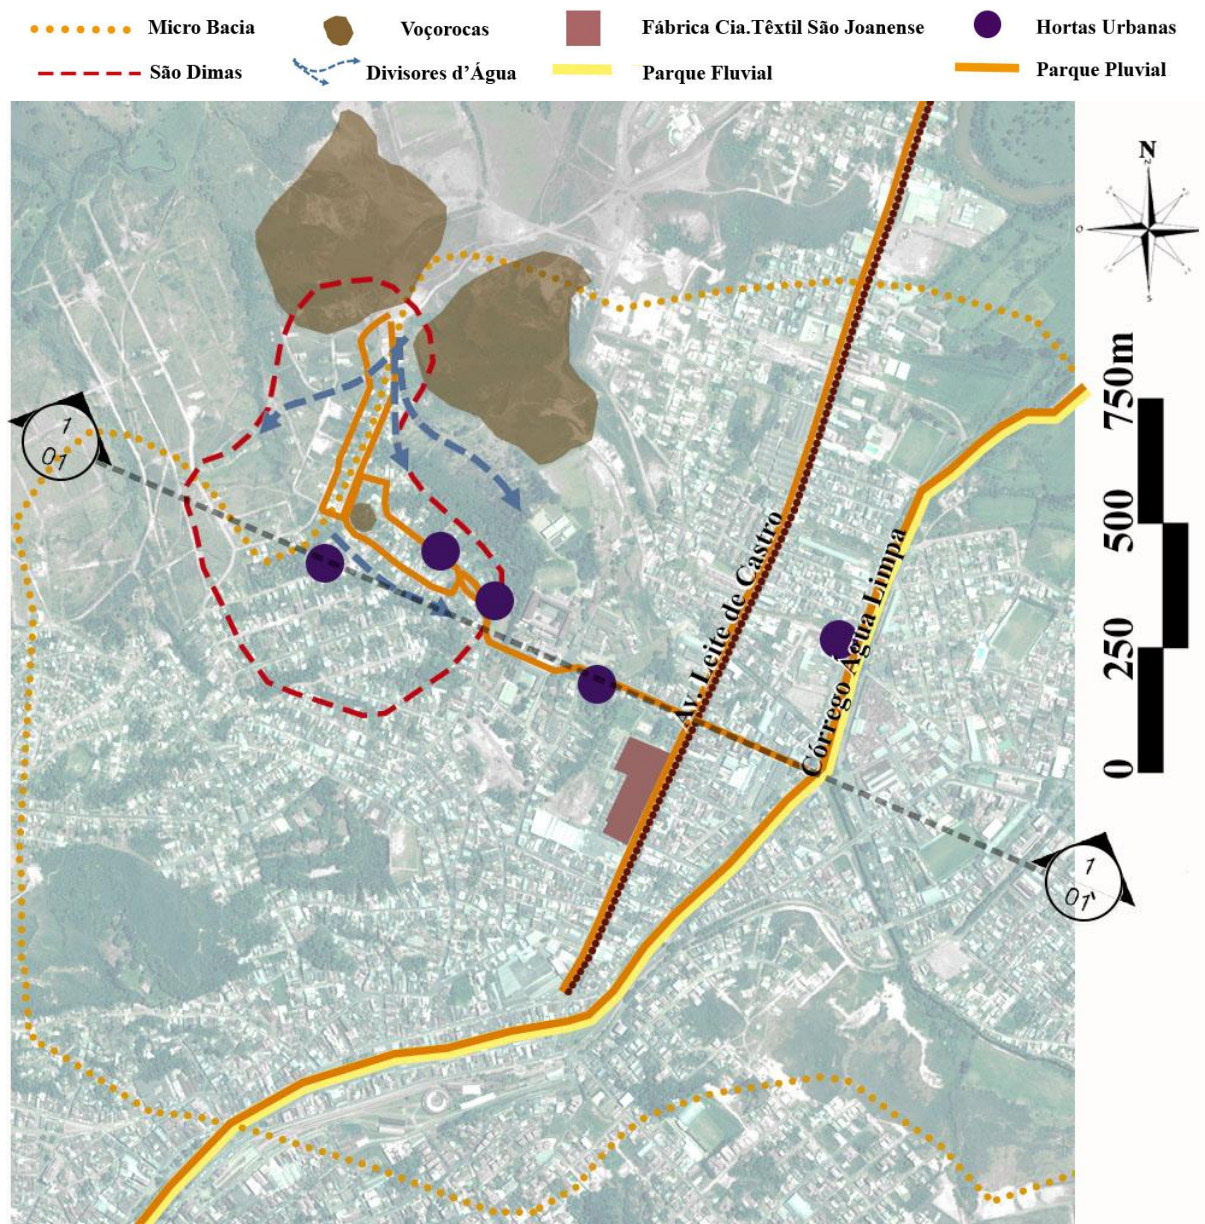 Micro Bacia
Voçorocas
Fábrica Cia.Têxtil São Joanense
Hortas Urbanas
São Dimas
Divisores d’Água
Parque Fluvial
Parque Pluvial
N
N
O
S
750m
500
250
0
1
01
Av. Leite de Castro
Córrego Água Limpa
1
01'